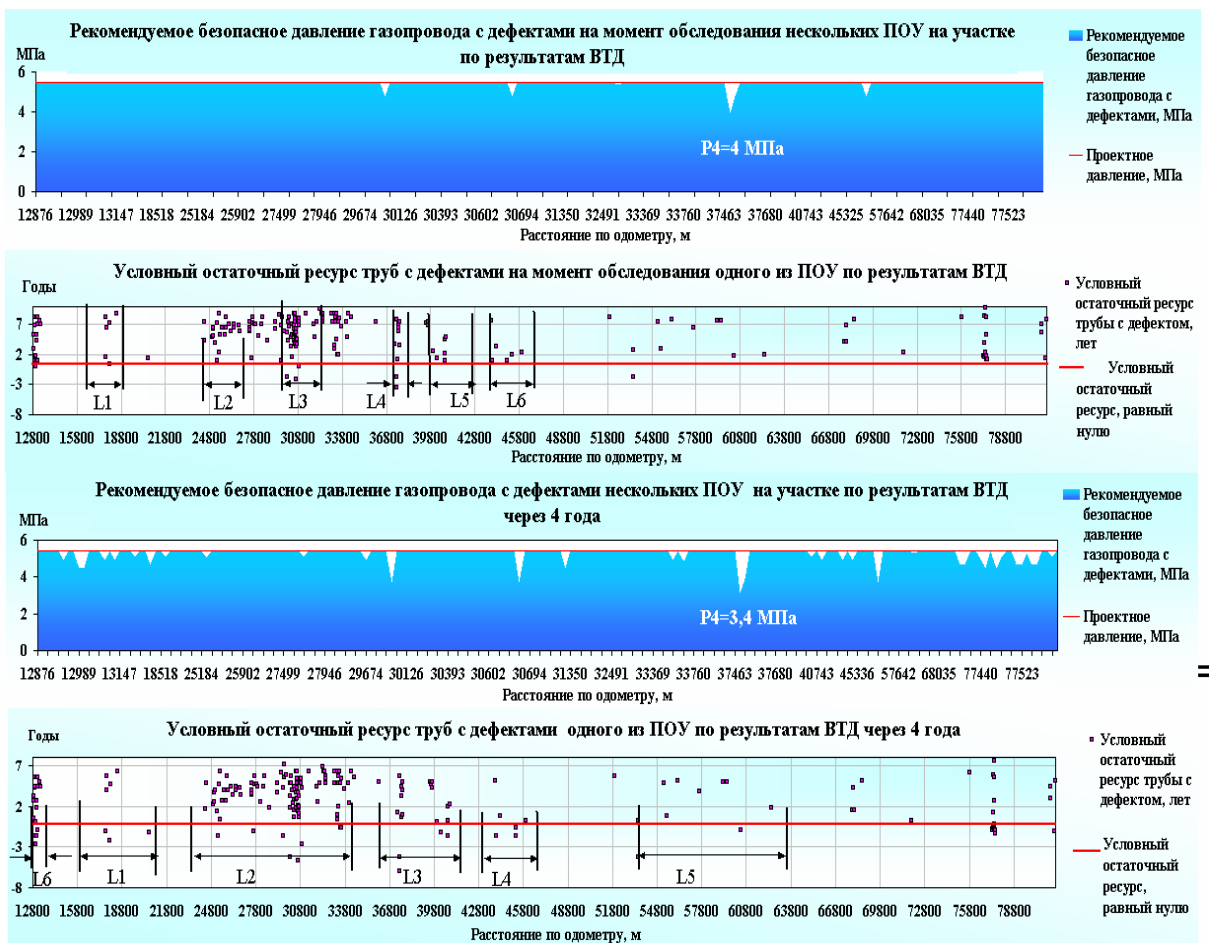 Рекомендуемое безопасное давление газопровода с дефектами на момент обследования нескольких ПОУ на участке
по результатам ВТД
МПа
6
4
2
0
P4=4 МПа
12876 12989 13147 18518 25184 25902 27499 27946 29674 30126 30393 30602 30694 31350 32491 33369 33760 37463 37680 40743 45325 57642 68035 77440 77523
Расстояние по одометру, м
Рекомендуемое
безопасное
давление
газопровода с
дефектами, МПа
Проектное
давление, МПа
Условный остаточный ресурс труб с дефектами на момент обследования одного из ПОУ по результатам ВТД
Годы
7
2
-3
-8
L1 L2 L3 L4 L5 L6
12800 15800 18800 21800 24800 27800 30800 33800 36800 39800 42800 45800 48800 51800 54800 57800 60800 63800 66800 69800 72800 75800 78800
Расстояние по одометру, м
Условный
остаточный ресурс
трубы с дефектом,
лет
Условный
остаточный
ресурс, равный
нулю
Рекомендуемое безопасное давление газопровода с дефектами нескольких ПОУ на участке по результатам ВТД
через 4 года
МПа
6
4
2
0
P4=3,4 МПа
12876 12989 13147 18518 25184 25902 27499 27946 29674 30126 30393 30602 30694 31350 32491 33369 33760 37463 37680 40743 45336 57642 68035 77440 77523
Расстояние по одометру, м
Рекомендуемое
безопасное
давление
газопровода с
дефектами, МПа
Проектное
давление, МПа
=
Условный остаточный ресурс труб с дефектами одного из ПОУ по результатам ВТД через 4 года
Годы
7
2
-3
-8
L6 L1 L2 L3 L4 L5
12800 15800 18800 21800 24800 27800 30800 33800 36800 39800 42800 45800 48800 51800 54800 57800 60800 63800 66800 69800 72800 75800 78800
Расстояние по одометру, м
Условный
остаточный
ресурс трубы с
дефектом, лет
Условный
остаточный
ресурс,
равный нулю